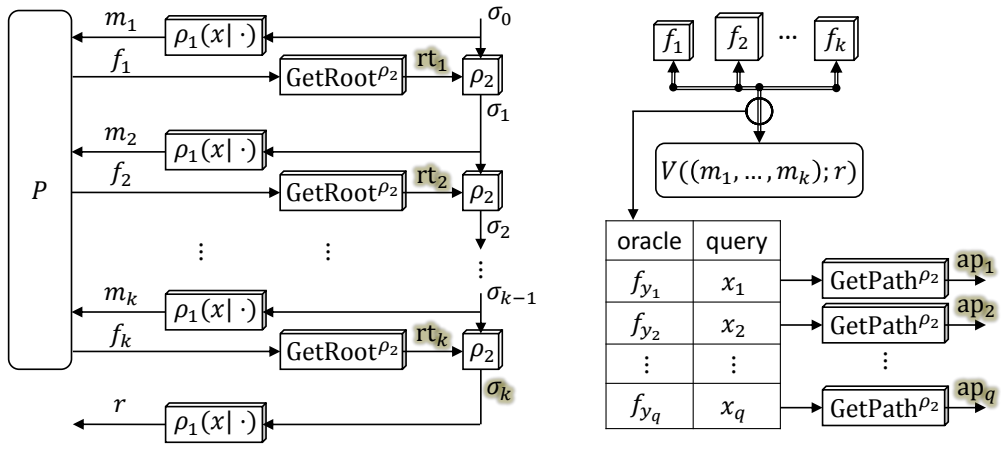 m₁ ρ₁(x| ·) σ₀
f₁ GetRoot^ρ₂ rt₁ ρ₂
σ₁
m₂ ρ₁(x| ·)
P f₂ GetRoot^ρ₂ rt₂ ρ₂
σ₂
⋮ ⋮ ⋮
m_k ρ₁(x| ·) σ_{k−1}
f_k GetRoot^ρ₂ rt_k ρ₂
σ_k
r ρ₁(x| ·)
f₁ f₂ ⋯ f_k
V((m₁, … , m_k); r)
oracle query
f_{y₁} x₁ GetPath^ρ₂ ap₁
f_{y₂} x₂ GetPath^ρ₂ ap₂
⋮ ⋮ ⋮
f_{y_q} x_q GetPath^ρ₂ ap_q